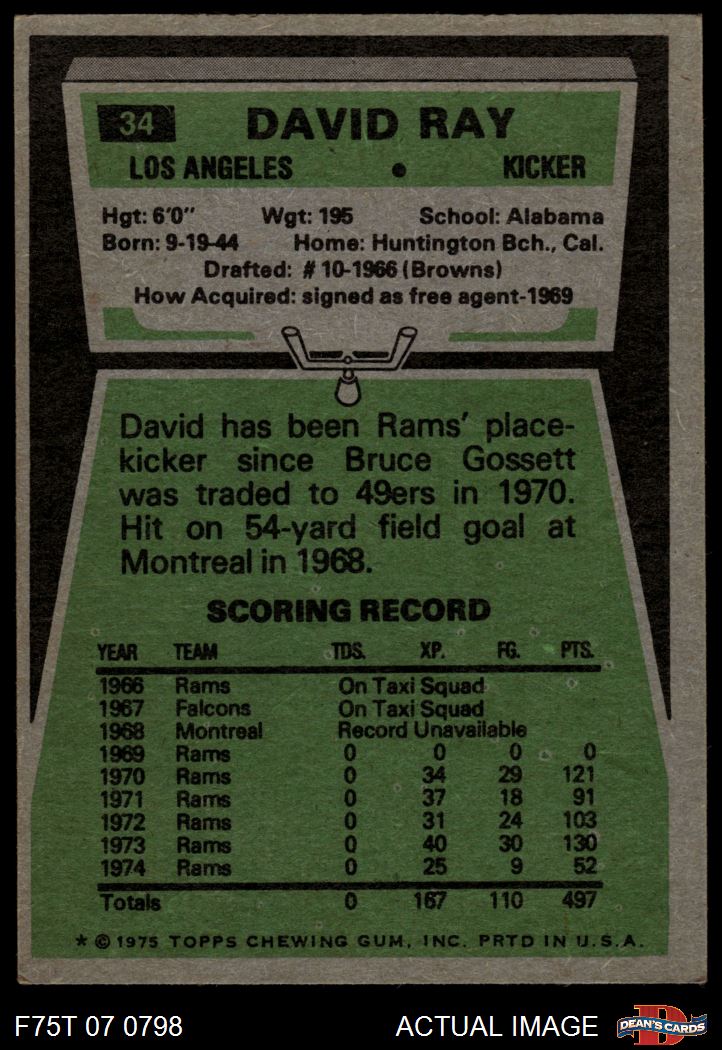 34 DAVID RAY
LOS ANGELES • KICKER
Hgt: 6'0" Wgt: 195 School: Alabama
Born: 9-19-44 Home: Huntington Bch., Cal.
Drafted: # 10-1966 (Browns)
How Acquired: signed as free agent-1969
David has been Rams' place-
kicker since Bruce Gossett
was traded to 49ers in 1970.
Hit on 54-yard field goal at
Montreal in 1968.
SCORING RECORD
YEAR TEAM TDS. XP. FG. PTS.
1966 Rams On Taxi Squad
1967 Falcons On Taxi Squad
1968 Montreal Record Unavailable
1969 Rams 0 0 0 0
1970 Rams 0 34 29 121
1971 Rams 0 37 18 91
1972 Rams 0 31 24 103
1973 Rams 0 40 30 130
1974 Rams 0 25 9 52
Totals 0 167 110 497
* © 1975 TOPPS CHEWING GUM, INC. PRTD IN U.S.A.
F75T 07 0798 ACTUAL IMAGE D DEAN'S CARDS